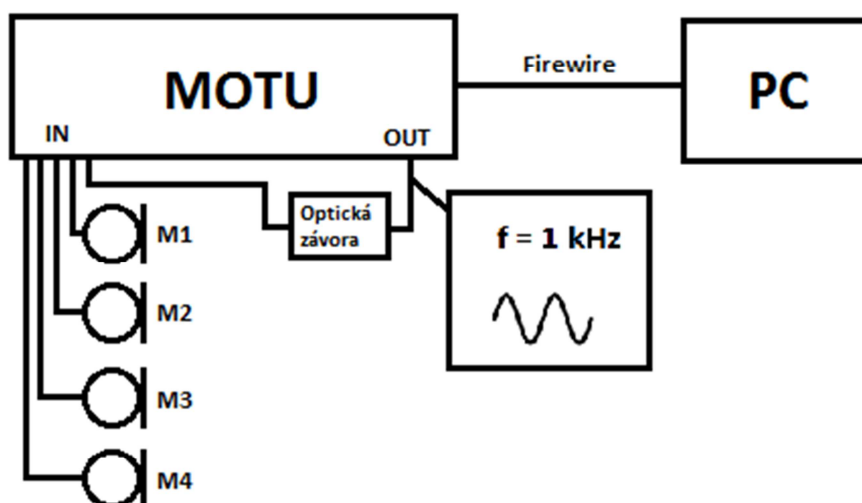 MOTU
Firewire
PC
IN
OUT
Optická
závora
f = 1 kHz
M1
M2
M3
M4